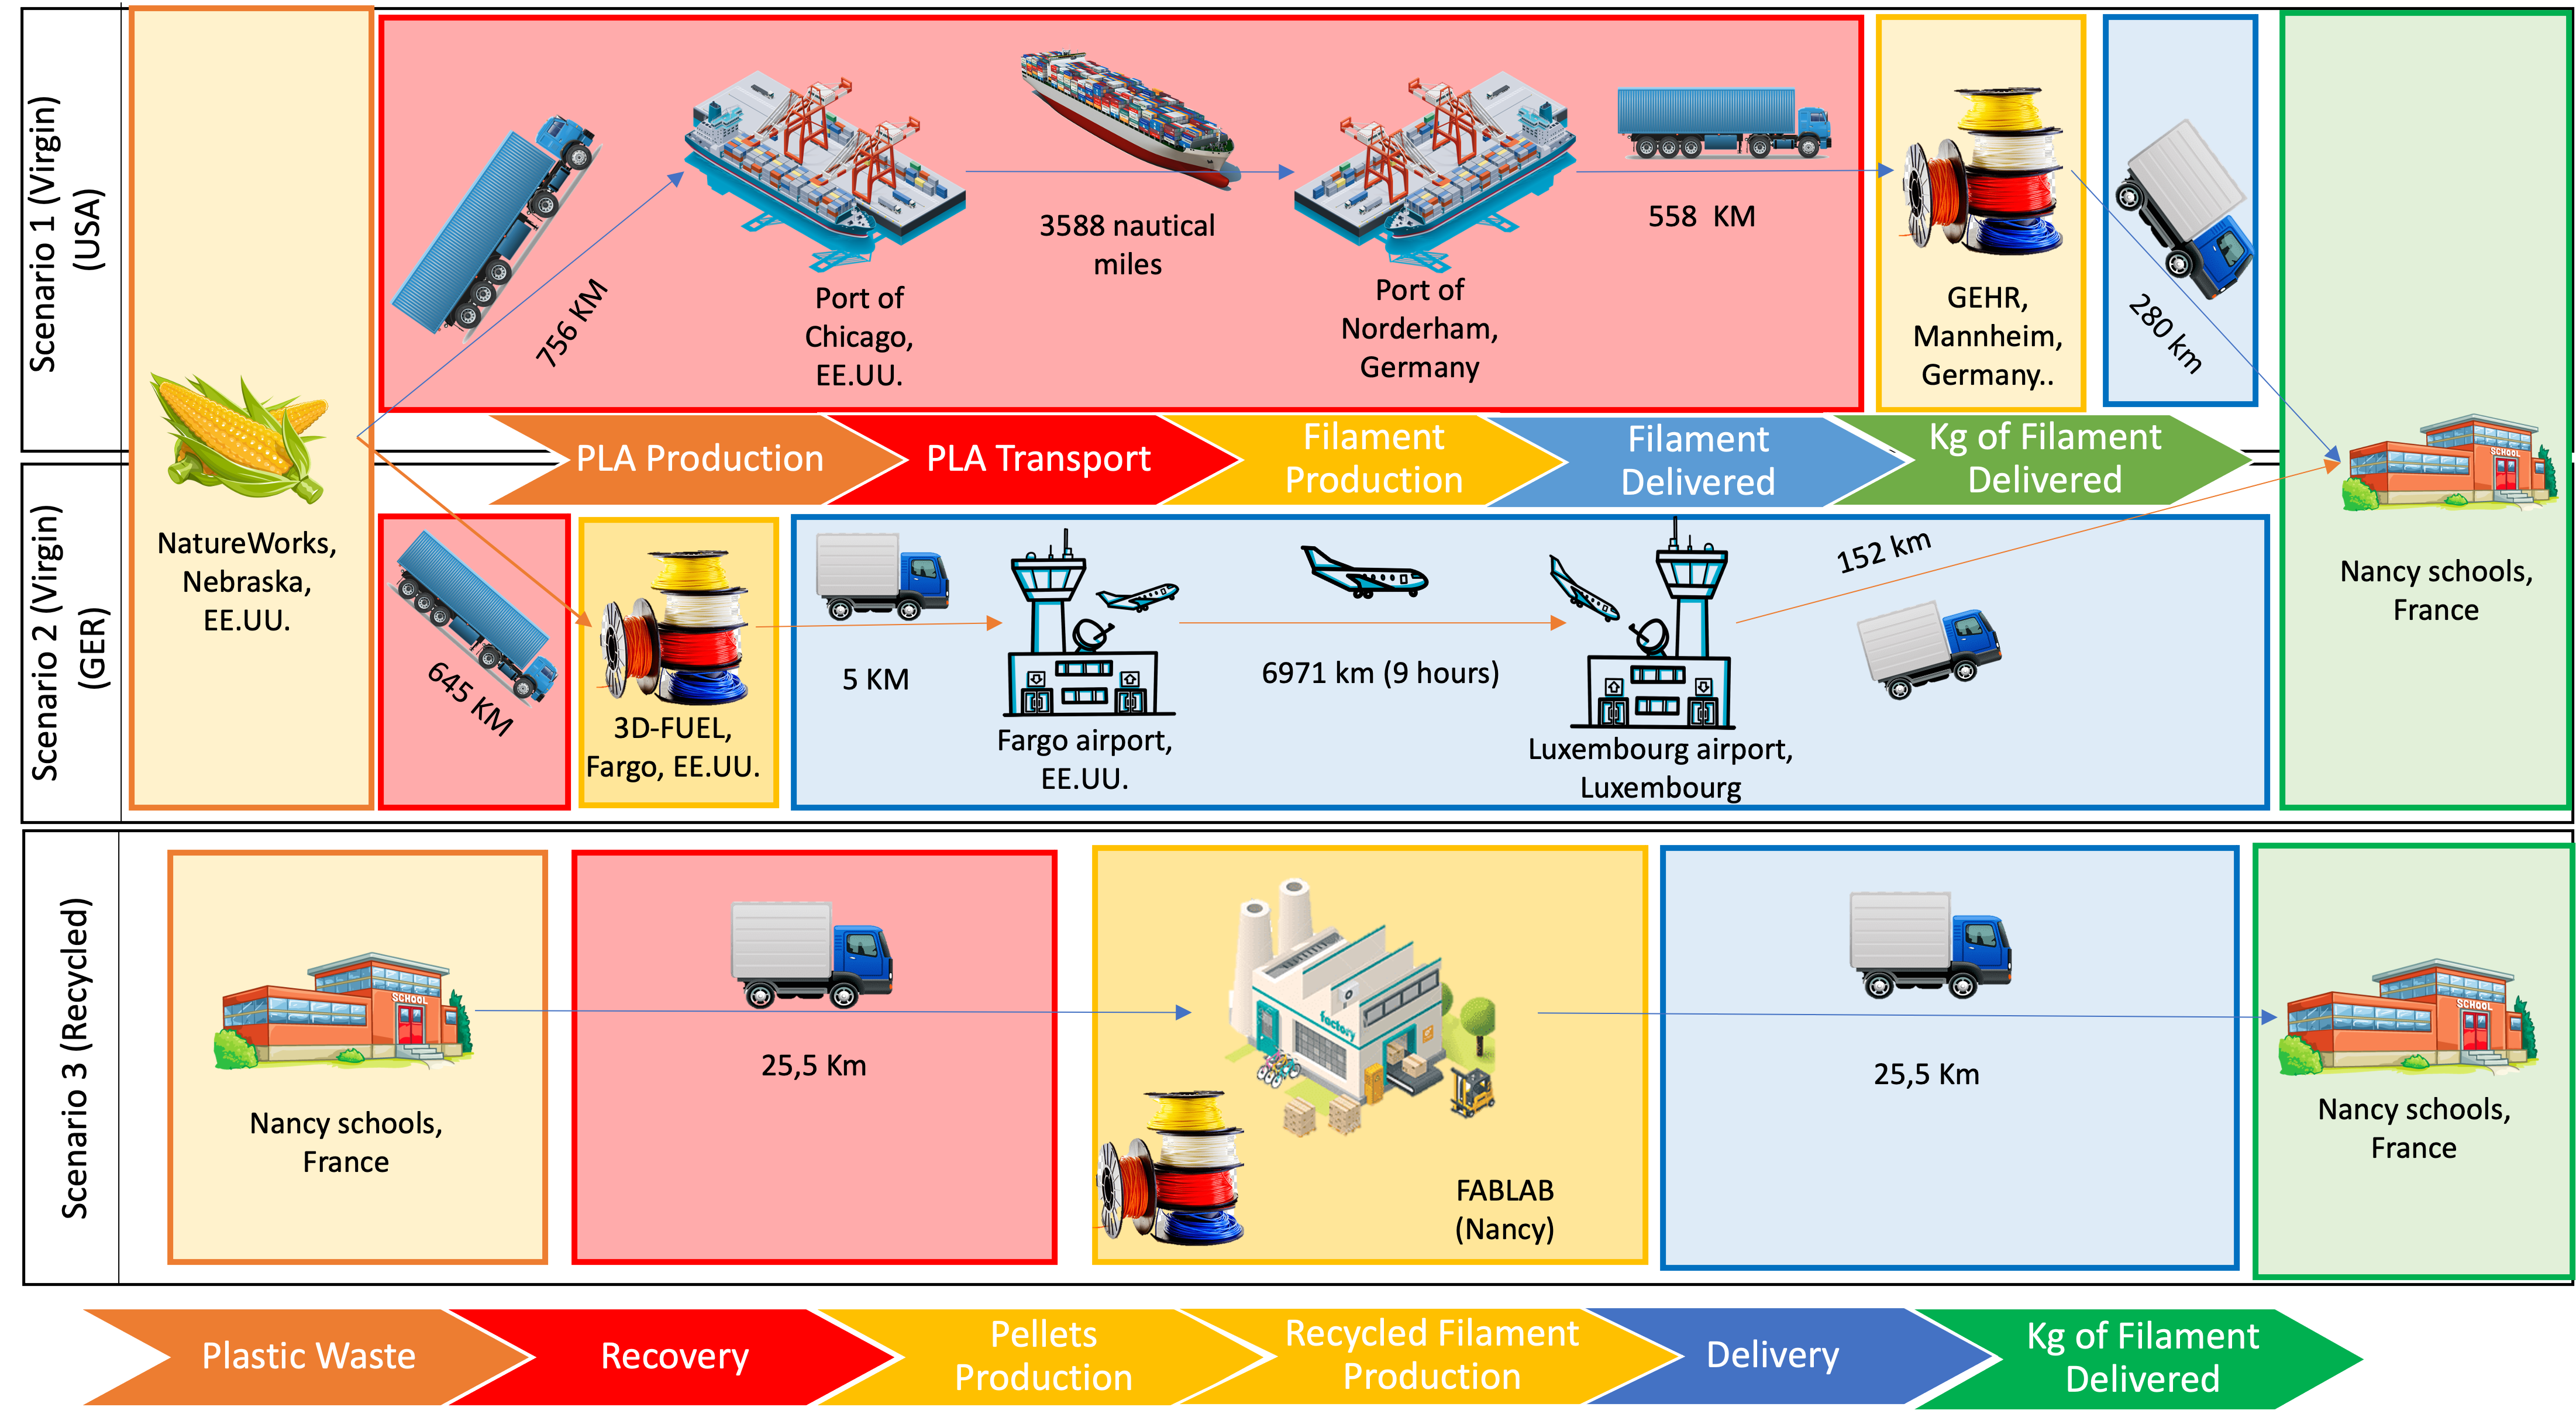 Scenario 1 (Virgin)
(USA)
756 KM
Port of
Chicago,
EE.UU.
3588 nautical
miles
Port of
Norderham,
Germany
558 KM
GEHR,
Mannheim,
Germany..
280 km
PLA Production
PLA Transport
Filament
Production
Filament
Delivered
Kg of Filament
Delivered
SCHOOL
Nancy schools,
France
NatureWorks,
Nebraska,
EE.UU.
Scenario 2 (Virgin)
(GER)
645 KM
3D-FUEL,
Fargo, EE.UU.
5 KM
Fargo airport,
EE.UU.
6971 km (9 hours)
Luxembourg airport,
Luxembourg
152 km
Scenario 3 (Recycled)
SCHOOL
Nancy schools,
France
25,5 Km
factory
FABLAB
(Nancy)
25,5 Km
SCHOOL
Nancy schools,
France
Plastic Waste
Recovery
Pellets
Production
Recycled Filament
Production
Delivery
Kg of Filament
Delivered